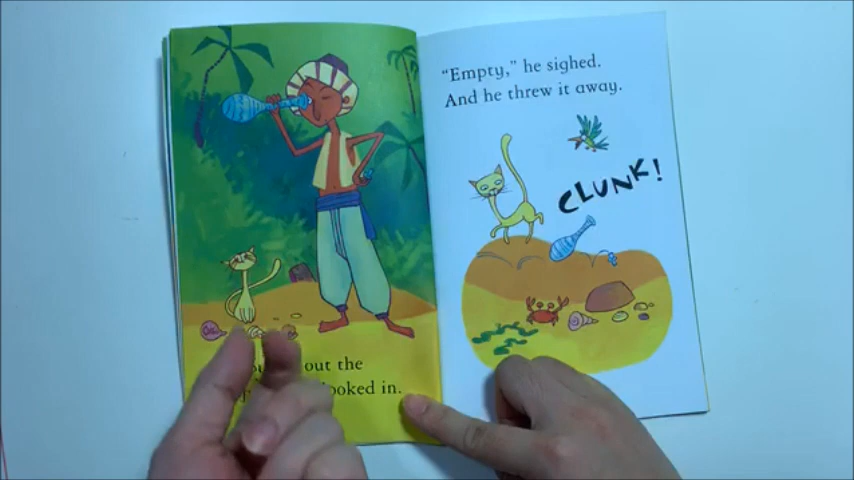 out the
looked in.
“Empty,” he sighed.
And he threw it away.
CLUNK!